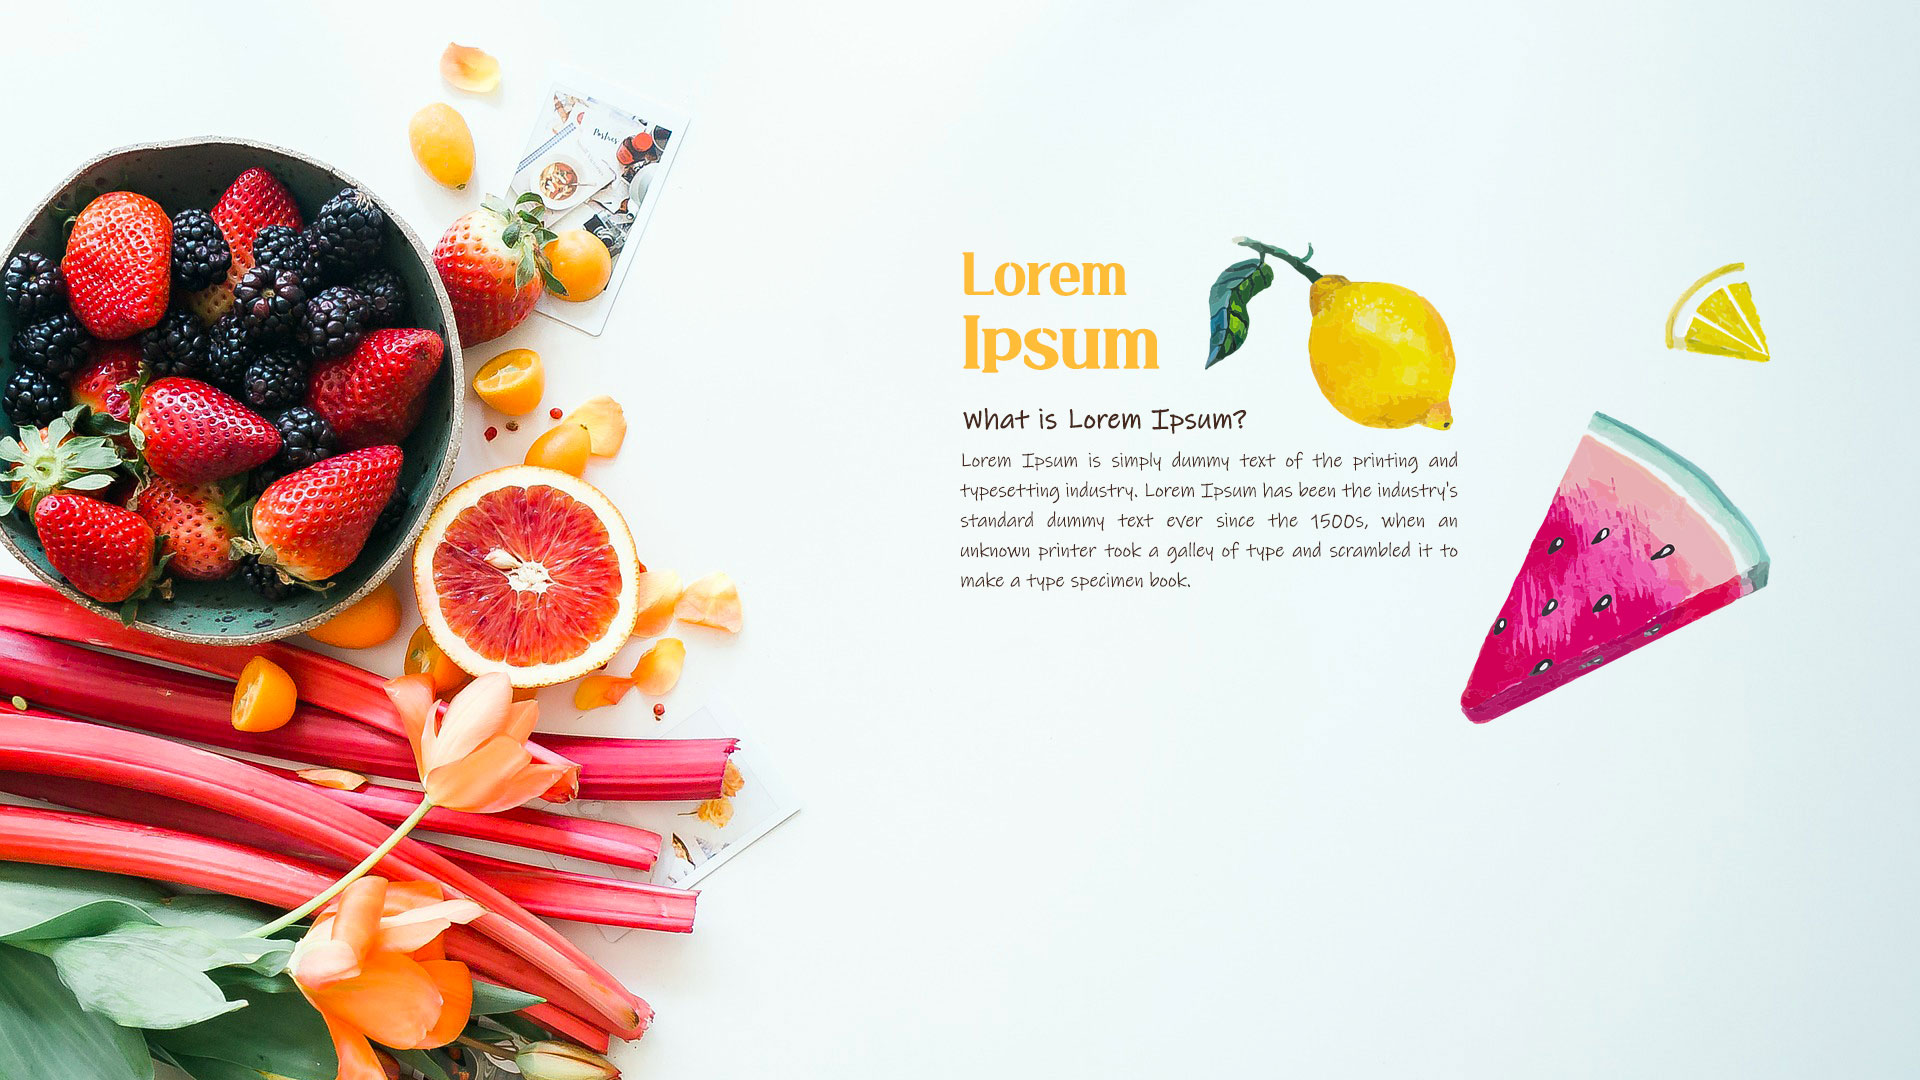 Lorem
Ipsum
What is Lorem Ipsum?
Lorem Ipsum is simply dummy text of the printing and
typesetting industry. Lorem Ipsum has been the industry's
standard dummy text ever since the 1500s, when an
unknown printer took a galley of type and scrambled it to
make a type specimen book.